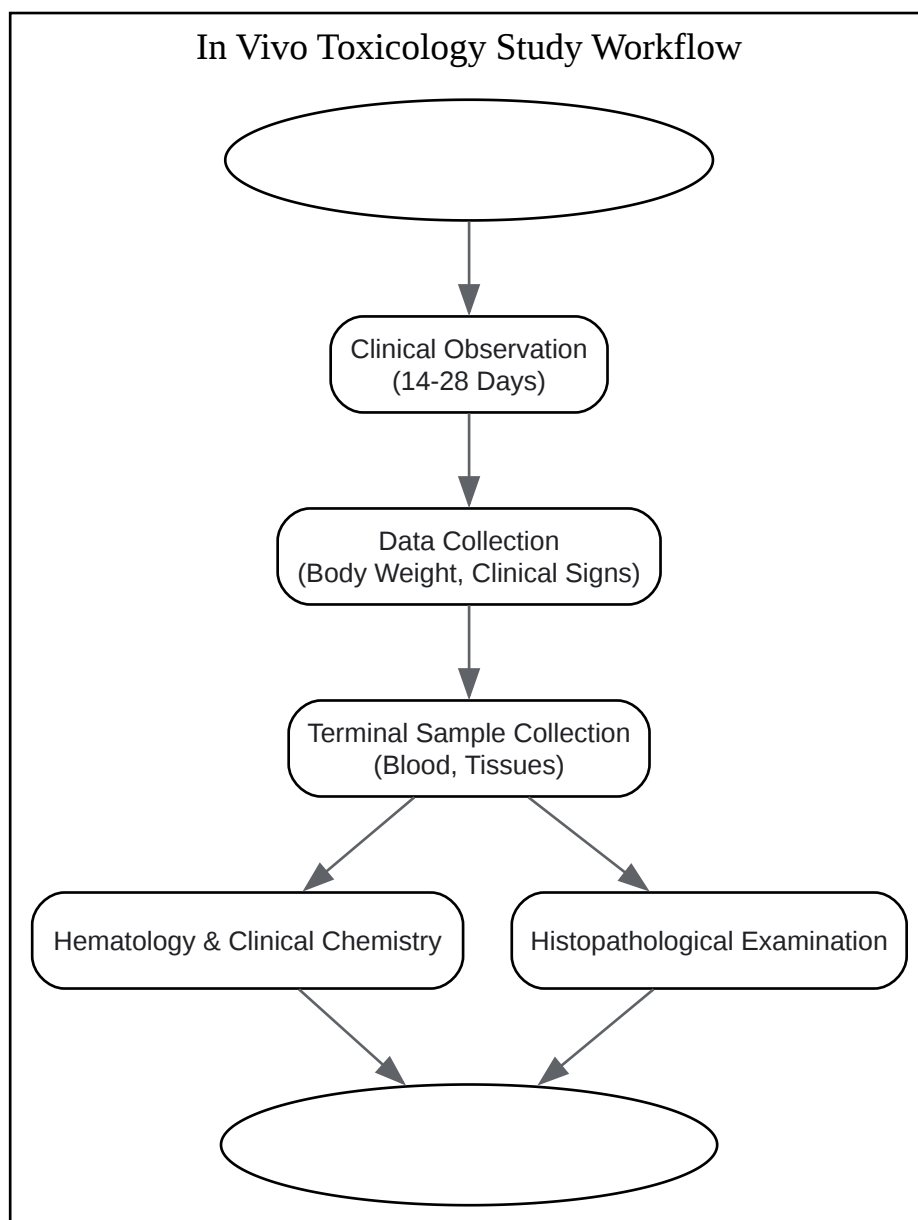 In Vivo Toxicology Study Workflow
Clinical Observation
(14-28 Days)
Data Collection
(Body Weight, Clinical Signs)
Terminal Sample Collection
(Blood, Tissues)
Hematology & Clinical Chemistry
Histopathological Examination